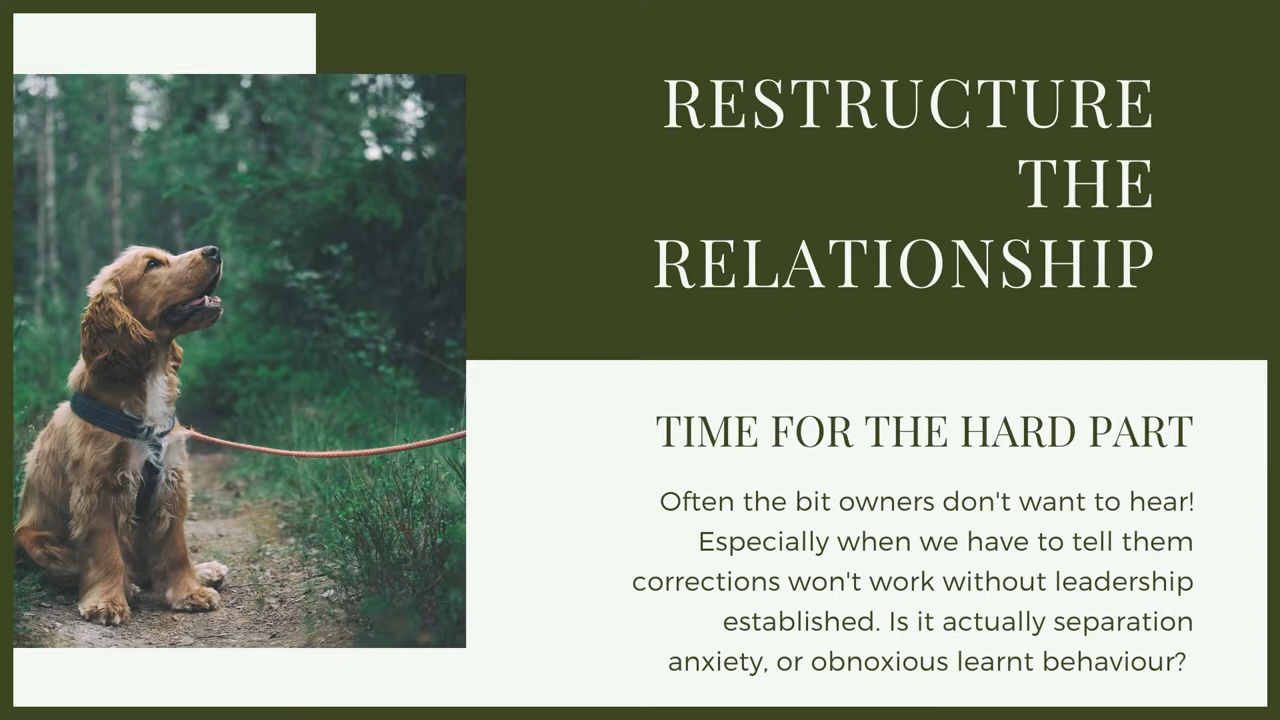 RESTRUCTURE
THE
RELATIONSHIP
TIME FOR THE HARD PART
Often the bit owners don't want to hear!
Especially when we have to tell them
corrections won't work without leadership
established. Is it actually separation
anxiety, or obnoxious learnt behaviour?